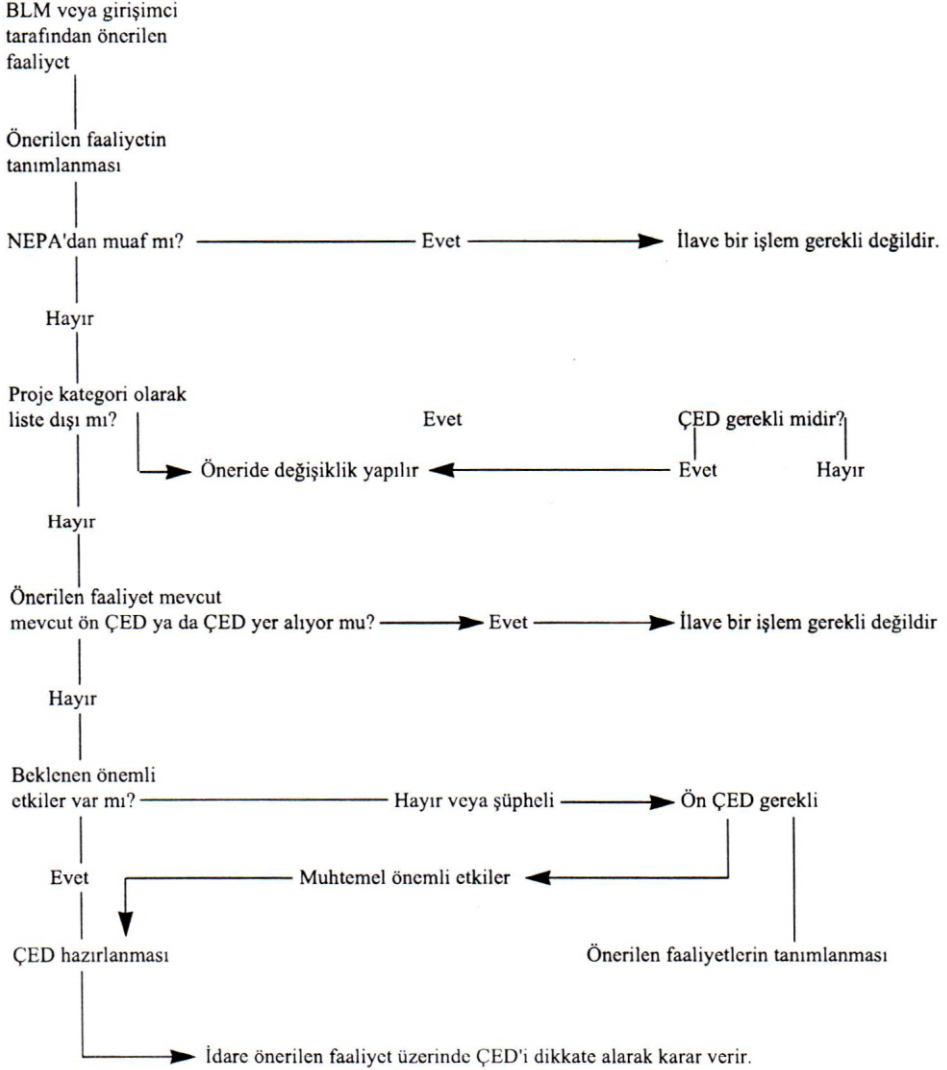 BLM veya girişimci
tarafından önerilen
faaliyet
Önerilen faaliyetin
tanımlanması
NEPA'dan muaf mı? Evet İlave bir işlem gerekli değildir.
Hayır
Proje kategori olarak
liste dışı mı? Evet ÇED gerekli midir?
Öneride değişiklik yapılır Evet Hayır
Hayır
Önerilen faaliyet mevcut
mevcut ön ÇED ya da ÇED yer alıyor mu? Evet İlave bir işlem gerekli değildir
Hayır
Beklenen önemli
etkiler var mı? Hayır veya şüpheli Ön ÇED gerekli
Evet Muhtemel önemli etkiler
ÇED hazırlanması Önerilen faaliyetlerin tanımlanması
İdare önerilen faaliyet üzerinde ÇED'i dikkate alarak karar verir.